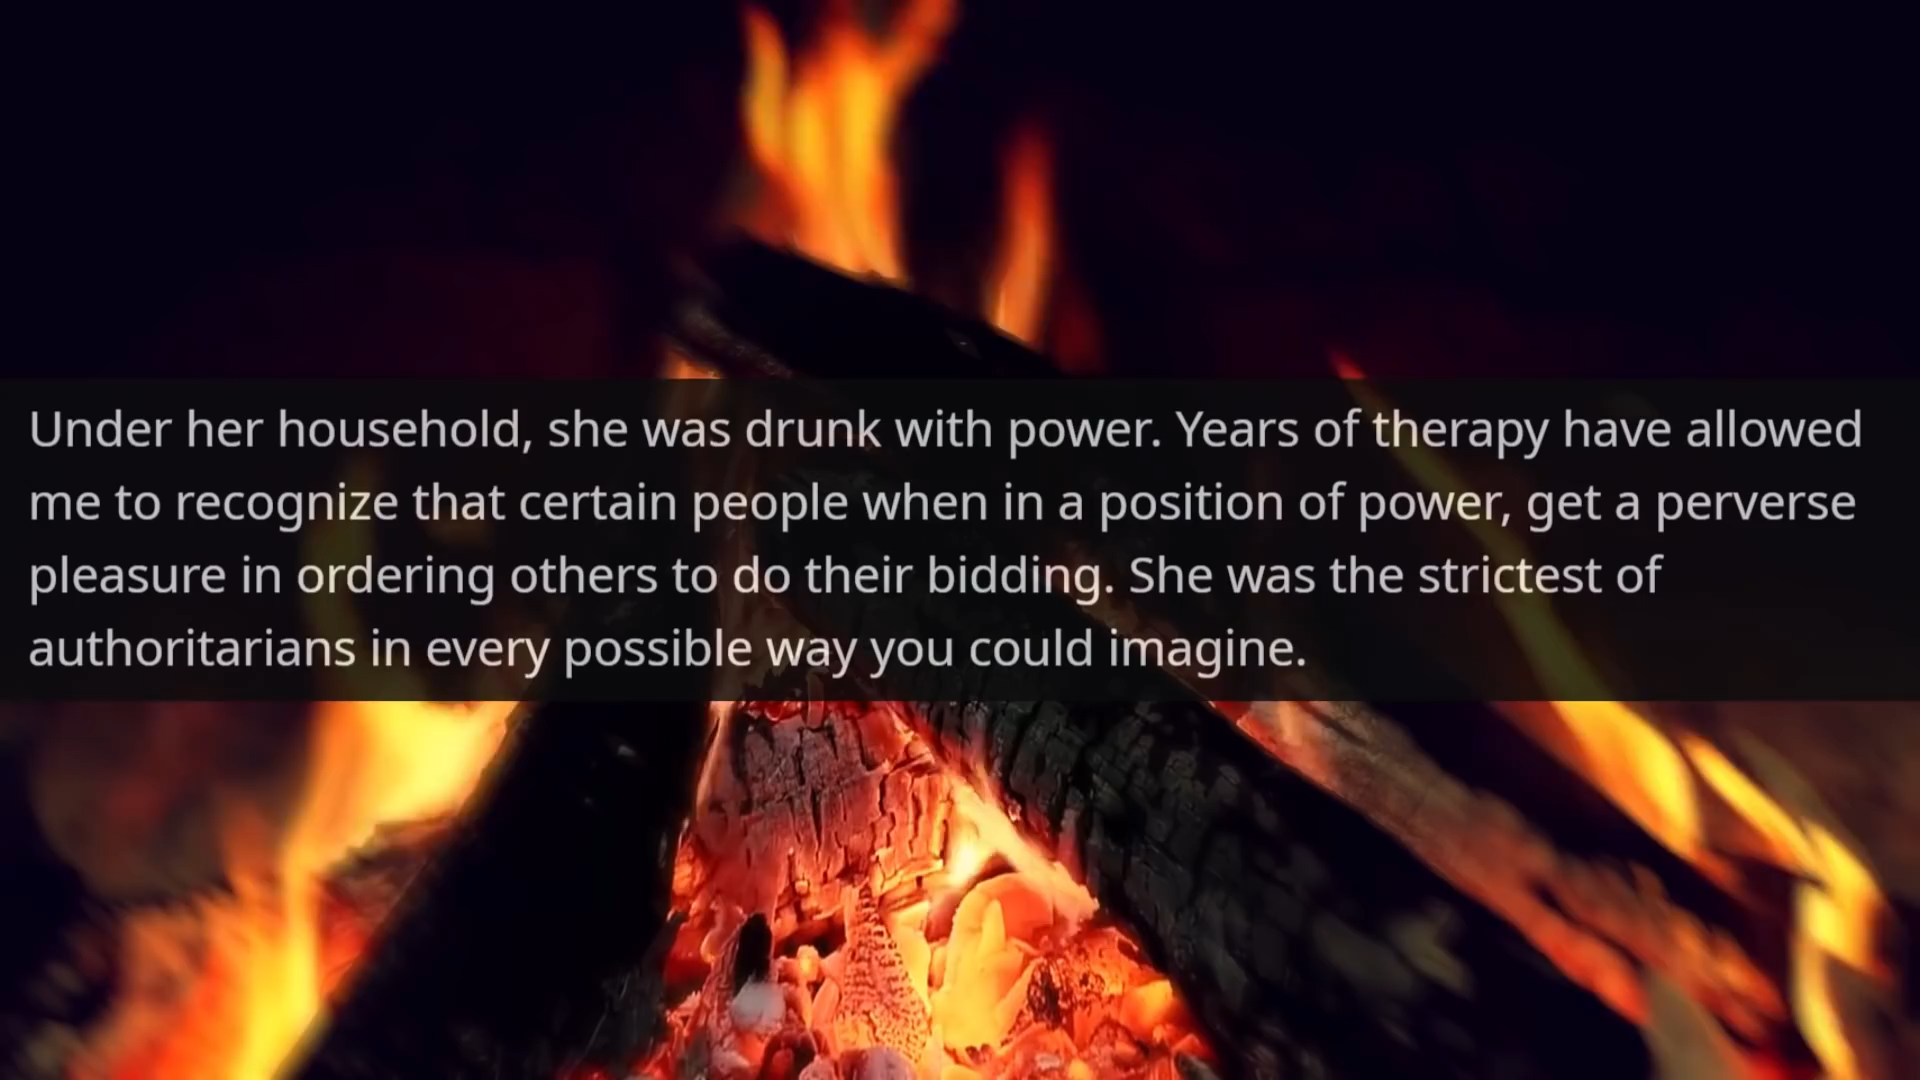 Under her household, she was drunk with power. Years of therapy have allowed
me to recognize that certain people when in a position of power, get a perverse
pleasure in ordering others to do their bidding. She was the strictest of
authoritarians in every possible way you could imagine.